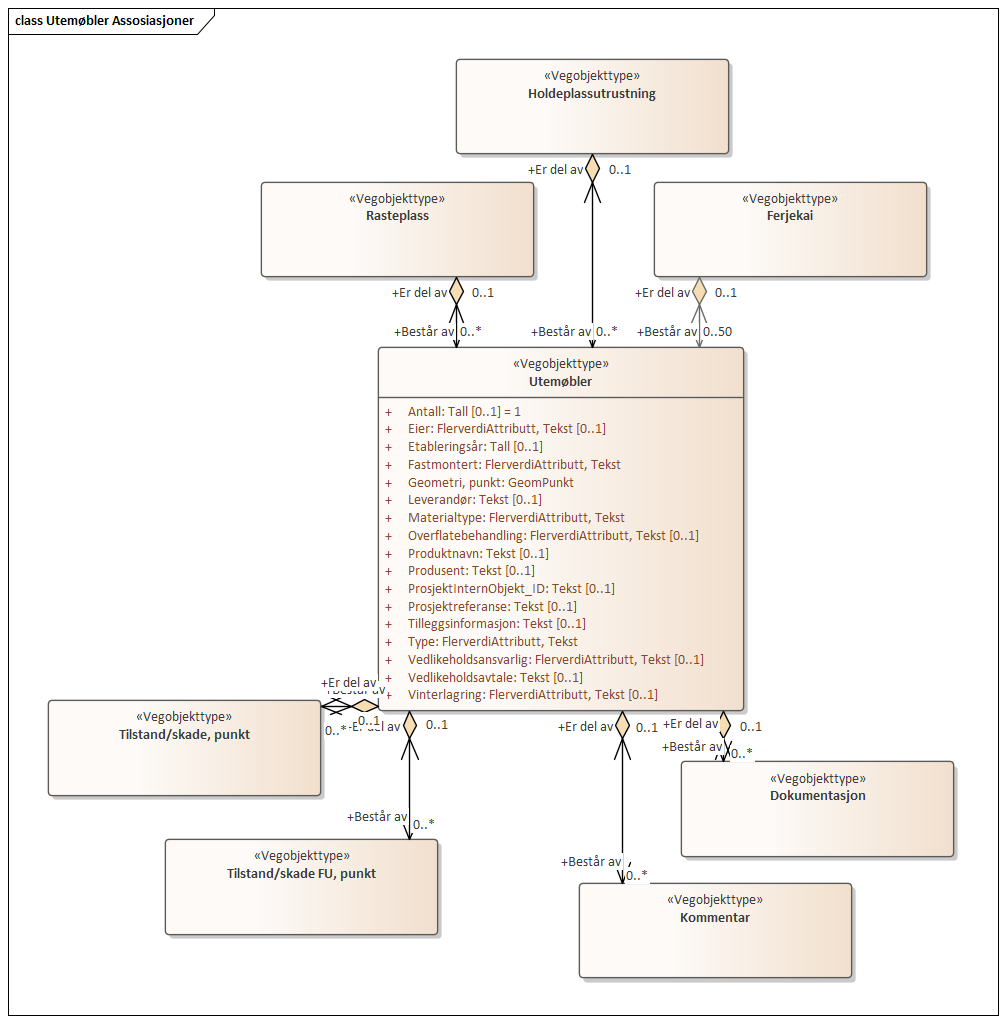 class Utemøbler Assosiasjoner
«Vegobjekttype»
Holdeplassutrustning
+Er del av
0..1
«Vegobjekttype»
Rasteplass
«Vegobjekttype»
Ferjekai
+Er del av
0..1
+Er del av
0..1
+Består av
0..*
+Består av
0..*
+Består av
0..50
«Vegobjekttype»
Utemøbler
+ Antall: Tall [0..1] = 1
+ Eier: FlerverdiAttributt, Tekst [0..1]
+ Etableringsår: Tall [0..1]
+ Fastmontert: FlerverdiAttributt, Tekst
+ Geometri, punkt: GeomPunkt
+ Leverandør: Tekst [0..1]
+ Materialtype: FlerverdiAttributt, Tekst
+ Overflatebehandling: FlerverdiAttributt, Tekst [0..1]
+ Produktnavn: Tekst [0..1]
+ Produsent: Tekst [0..1]
+ ProsjektInternObjekt_ID: Tekst [0..1]
+ Prosjektreferanse: Tekst [0..1]
+ Tilleggsinformasjon: Tekst [0..1]
+ Type: FlerverdiAttributt, Tekst
+ Vedlikeholdsansvarlig: FlerverdiAttributt, Tekst [0..1]
+ Vedlikeholdsavtale: Tekst [0..1]
+ Vinterlagring: FlerverdiAttributt, Tekst [0..1]
+Er del av
+Består av
0..1
0..*
«Vegobjekttype»
Tilstand/skade, punkt
+Er del av
0..1
+Består av
0..*
«Vegobjekttype»
Tilstand/skade FU, punkt
+Er del av
0..1
+Består av
0..*
«Vegobjekttype»
Kommentar
+Er del av
0..1
+Består av
0..*
«Vegobjekttype»
Dokumentasjon